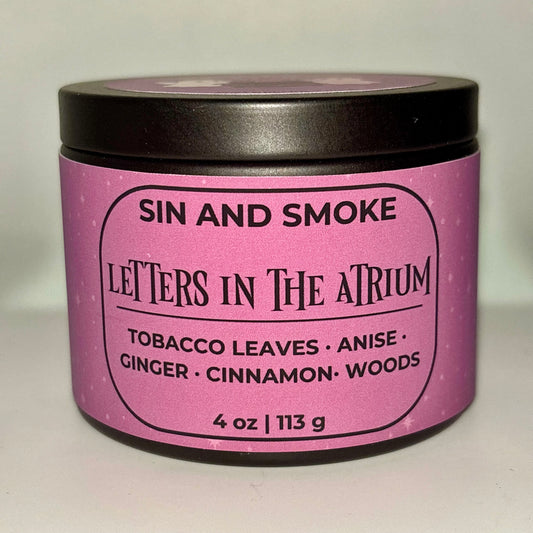 SIN AND SMOKE
LETTERS IN THE ATRIUM
TOBACCO LEAVES · ANISE ·
GINGER · CINNAMON· WOODS
4 oz | 113 g